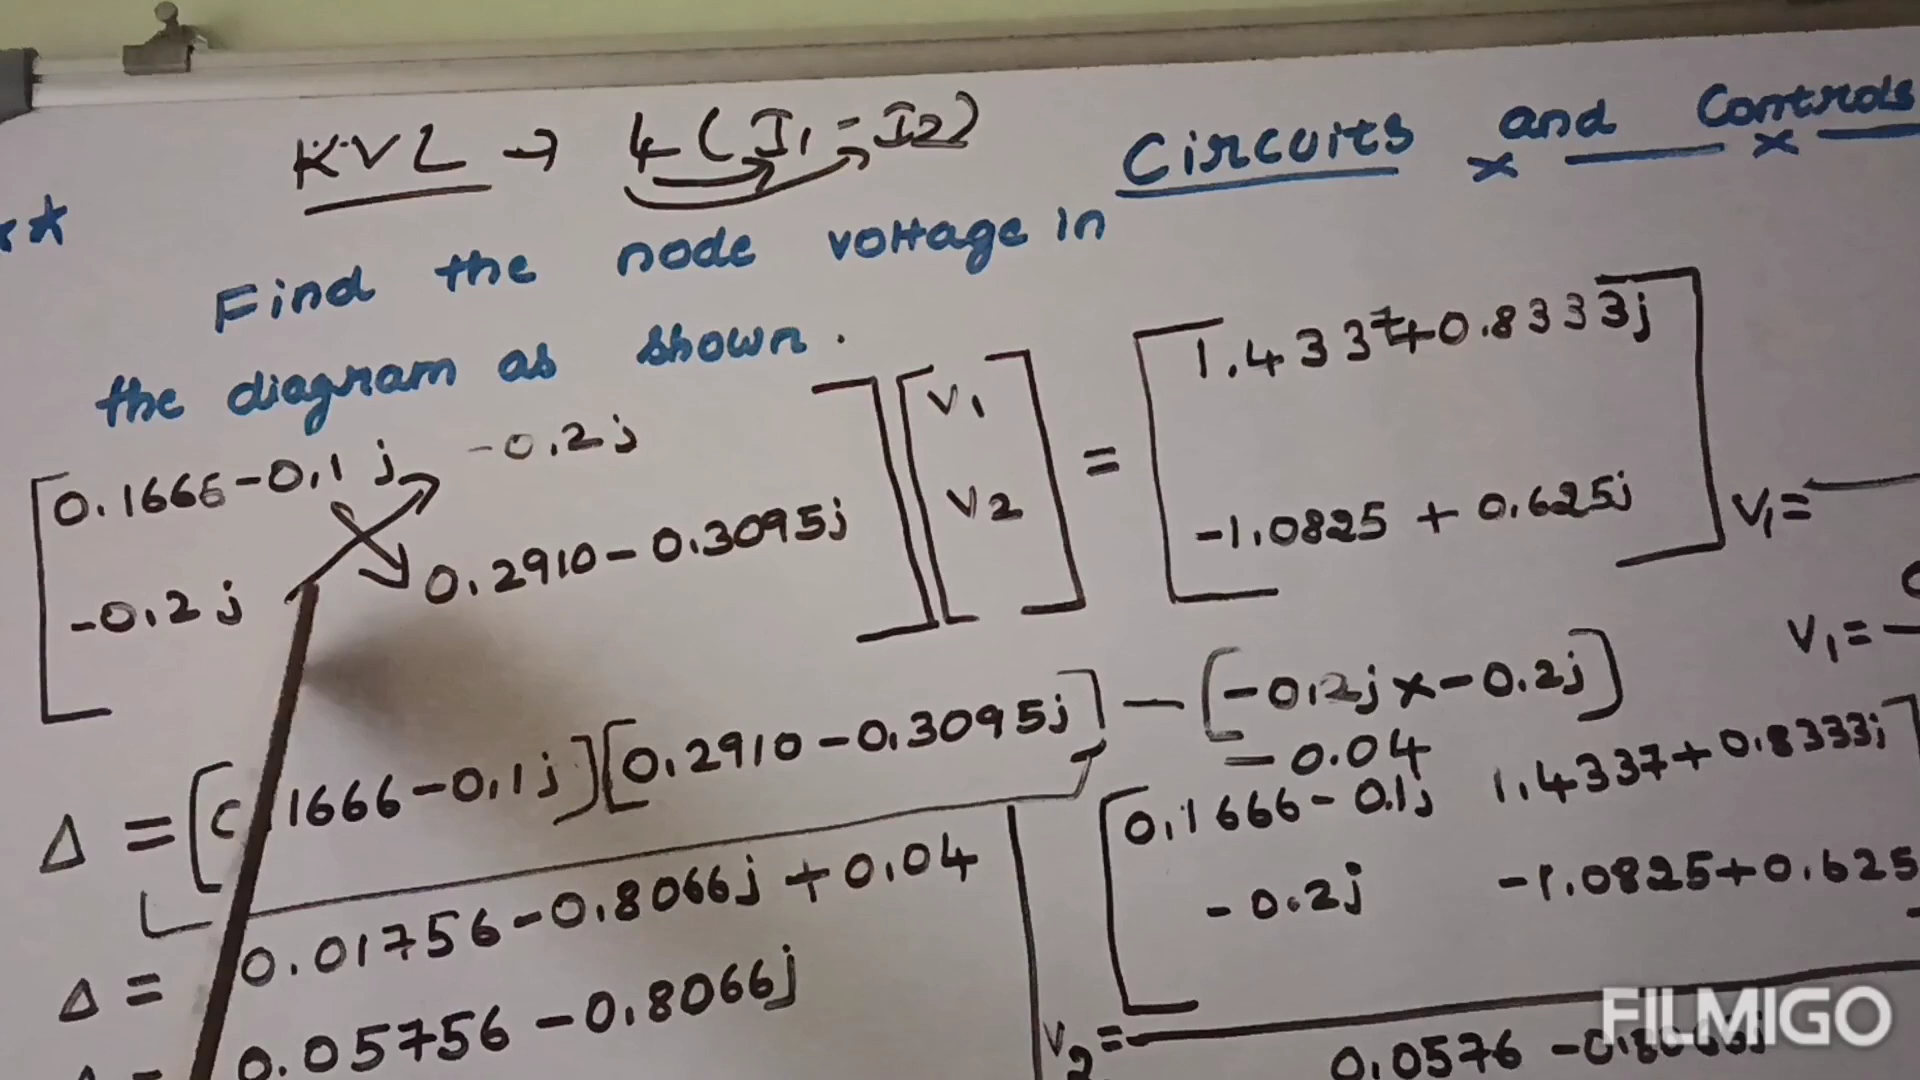 KVL → 4(I1-I2)
Circuits and Controls
Find the node voltage in
the diagram as shown.
[0.1666-0.1j -0.2j] [V1] = [1.4337+0.8333j]
[-0.2j 0.2910-0.3095j] [V2] [-1.0825+0.625j]
V1=
V1=
Δ = [0.1666-0.1j][0.2910-0.3095j] - [-0.2j×-0.2j]
-0.04
Δ = 0.01756-0.8066j+0.04
0.05756-0.8066j
[0.1666-0.1j 1.4337+0.8333j]
-0.2j -1.0825+0.625
V2=
0.0576 -0.8066j
FILMIGO